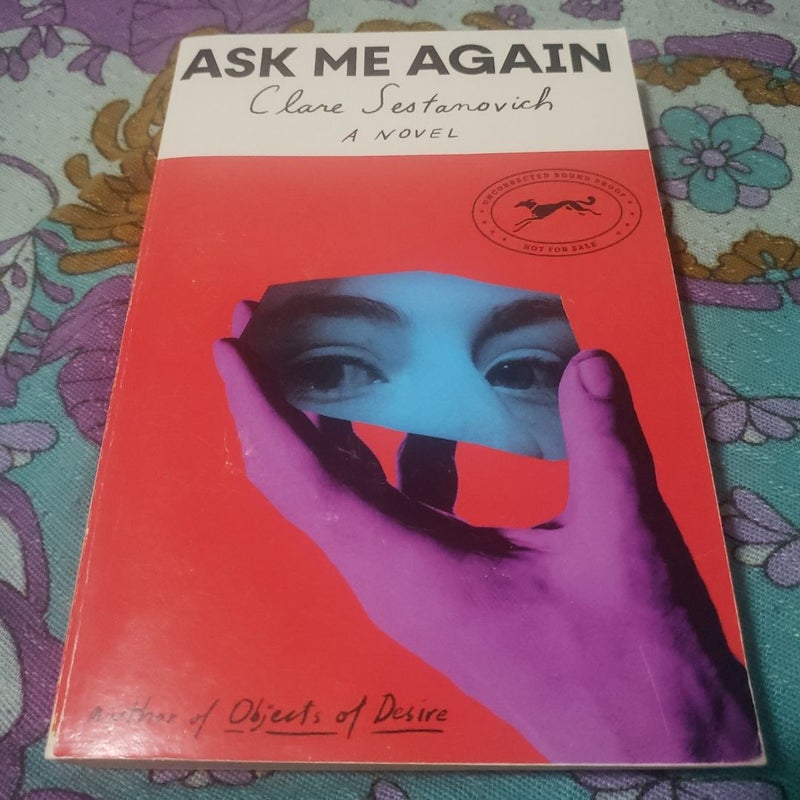 ASK ME AGAIN
Clare Sestanovich
A NOVEL
UNCORRECTED BOUND PROOF
NOT FOR SALE
author of Objects of Desire